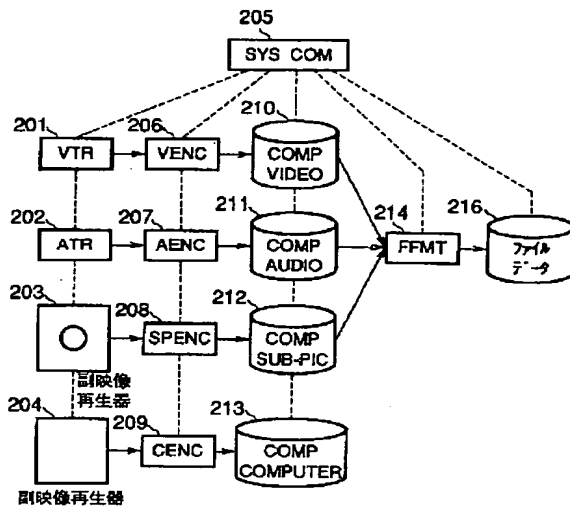 205
SYS COM
201
VTR
206
VENC
210
COMP
VIDEO
202
ATR
207
AENC
211
COMP
AUDIO
214
FFMT
216
ファイル
データ
203
副映像
再生器
208
SPENC
212
COMP
SUB-PIC
204
副映像再生器
209
CENC
213
COMP
COMPUTER